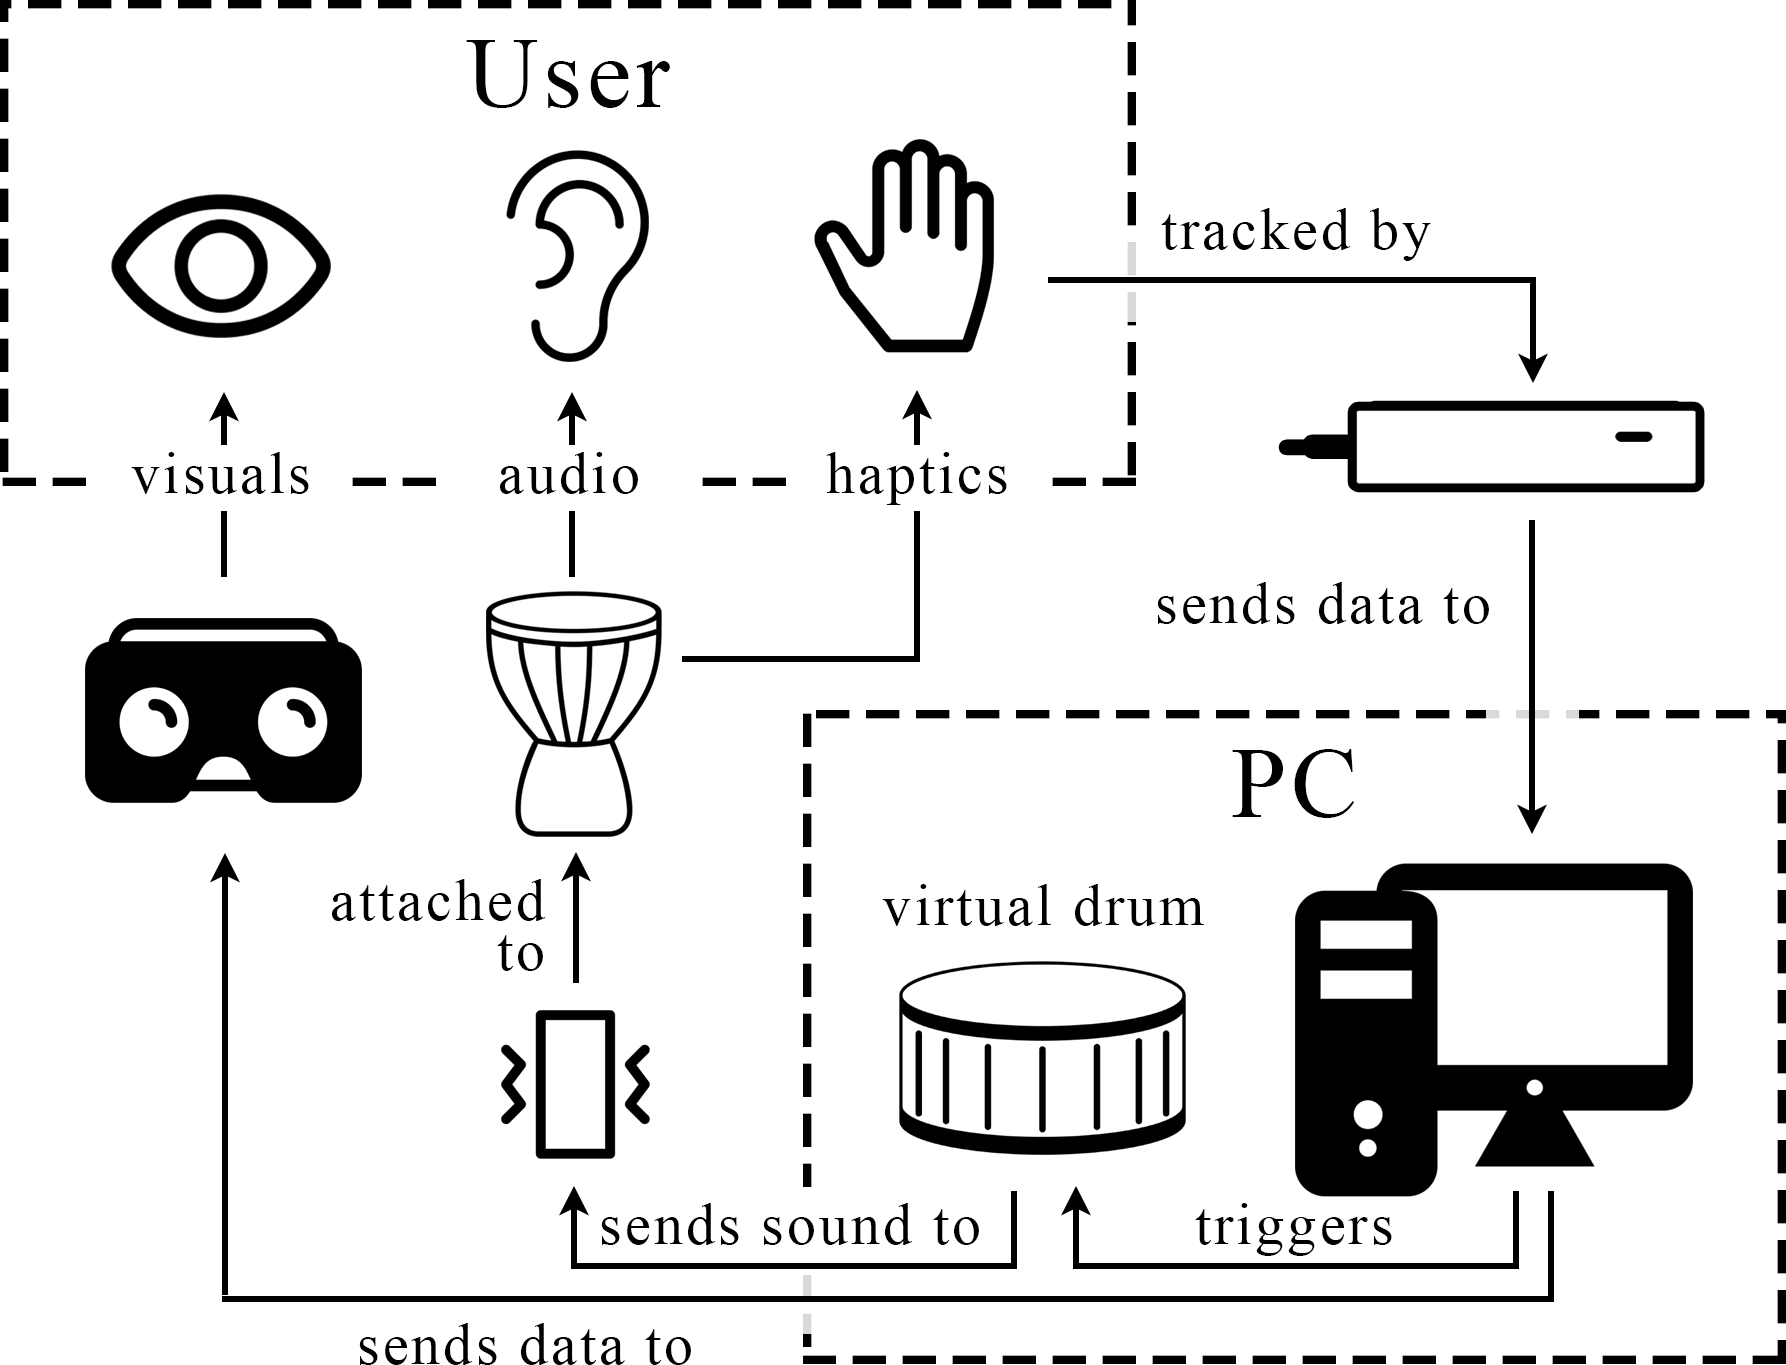 User
tracked by
visuals
audio
haptics
sends data to
PC
attached
to
virtual drum
sends sound to
triggers
sends data to